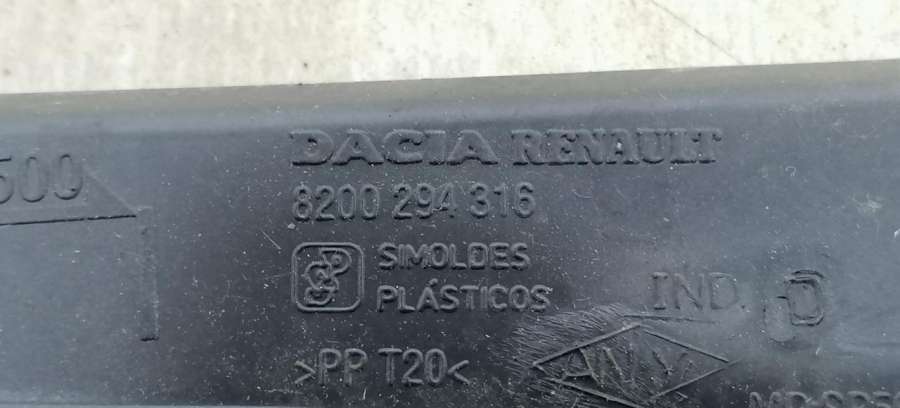 DACIA RENAULT
500 8200 294 316
SIMOLDES
PLÁSTICOS
IND. D
>PP T20<